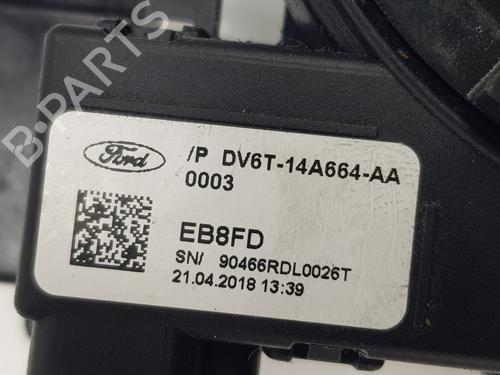 B-PARTS
Ford
/P DV6T-14A664-AA
0003
EB8FD
SN/ 90466RDL0026T
21.04.2018 13:39